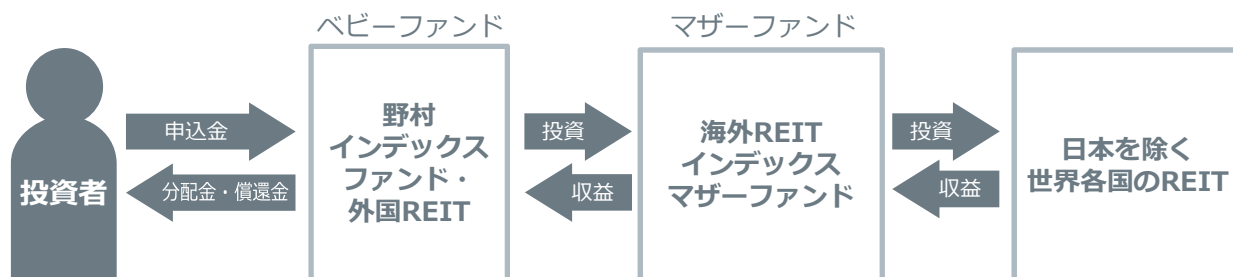 ベビーファンド
マザーファンド
投資者
申込金
分配金・償還金
野村
インデックス
ファンド・
外国REIT
投資
収益
海外REIT
インデックス
マザーファンド
投資
収益
日本を除く
世界各国のREIT